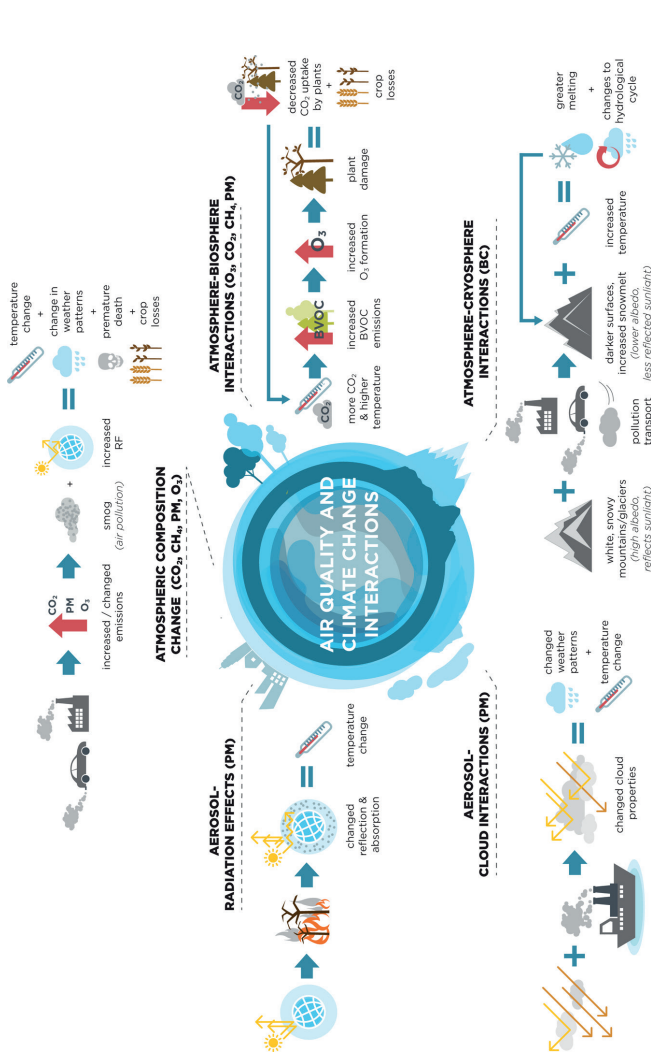 temperature
change
+
change in
weather
patterns
+
premature
death
+
crop
losses
increased
RF
+
smog
(air pollution)
CO₂
PM
O₃
increased / changed
emissions
ATMOSPHERIC COMPOSITION
CHANGE (CO₂, CH₄, PM, O₃)
AEROSOL-
RADIATION EFFECTS (PM)
changed
reflection &
absorption
=
temperature
change
ATMOSPHERE-BIOSPHERE
INTERACTIONS (O₃, CO₂, CH₄, PM)
CO₂
more CO₂
& higher
temperature
BVOC
increased
BVOC
emissions
O₃
increased
O₃ formation
plant
damage
=
CO₂
decreased
CO₂ uptake
by plants
+
crop
losses
AIR QUALITY AND
CLIMATE CHANGE
INTERACTIONS
AEROSOL-
CLOUD INTERACTIONS (PM)
+
changed cloud
properties
=
changed
weather
patterns
+
temperature
change
ATMOSPHERE-CRYOSPHERE
INTERACTIONS (BC)
white, snowy
mountains/glaciers
(high albedo,
reflects sunlight)
+
pollution
transport
darker surfaces,
increased snowmelt
(lower albedo,
less reflected sunlight)
+
increased
temperature
=
greater
melting
+
changes to
hydrological
cycle